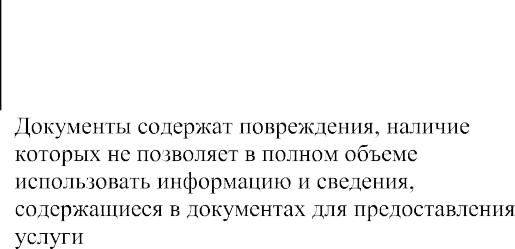 Документы содержат повреждения, наличие
которых не позволяет в полном объеме
использовать информацию и сведения,
содержащиеся в документах для предоставления
услуги